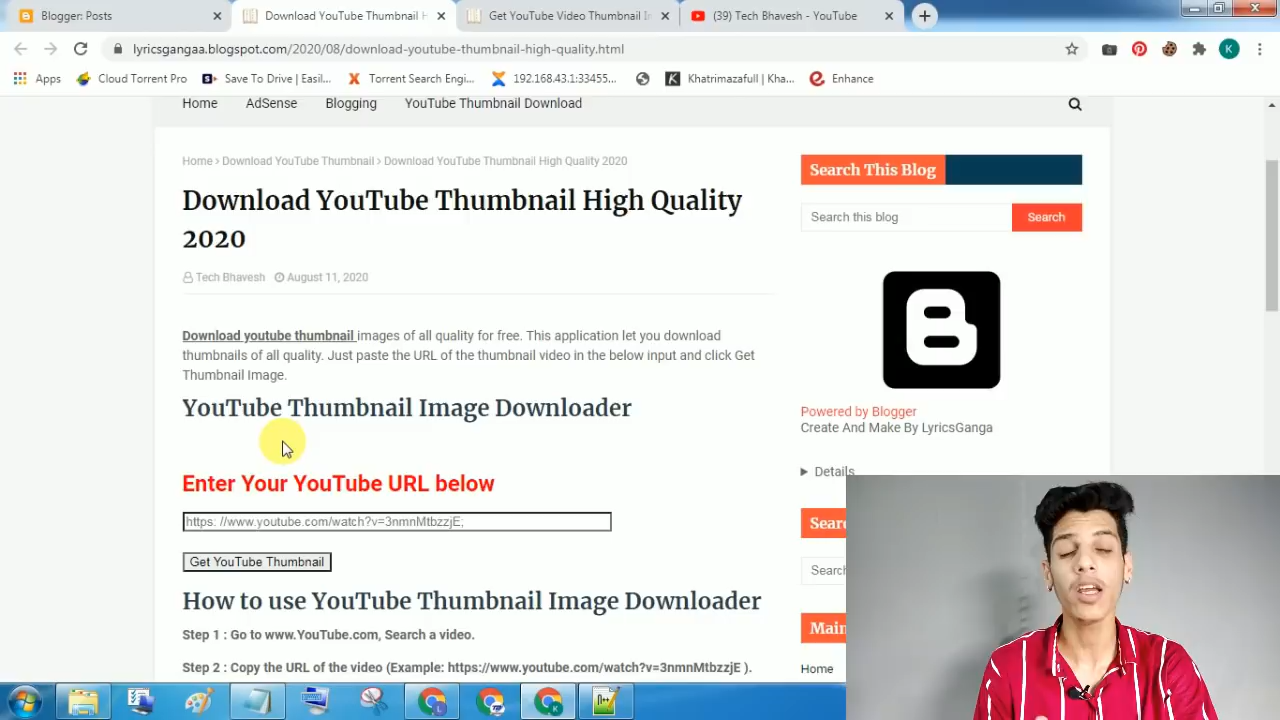 Blogger: Posts
Download YouTube Thumbnail H
Get YouTube Video Thumbnail In
(39) Tech Bhavesh - YouTube
lyricsgangaa.blogspot.com/2020/08/download-youtube-thumbnail-high-quality.html
K
Apps
Cloud Torrent Pro
Save To Drive | Easil...
Torrent Search Engi...
192.168.43.1:33455...
Khatrimazafull | Kha...
Enhance
Home
AdSense
Blogging
YouTube Thumbnail Download
Home › Download YouTube Thumbnail › Download YouTube Thumbnail High Quality 2020
Download YouTube Thumbnail High Quality
2020
Tech Bhavesh
August 11, 2020
Download youtube thumbnail images of all quality for free. This application let you download
thumbnails of all quality. Just paste the URL of the thumbnail video in the below input and click Get
Thumbnail Image.
YouTube Thumbnail Image Downloader
Enter Your YouTube URL below
https: //www.youtube.com/watch?v=3nmnMtbzzjE;
Get YouTube Thumbnail
How to use YouTube Thumbnail Image Downloader
Step 1 : Go to www.YouTube.com, Search a video.
Step 2 : Copy the URL of the video (Example: https://www.youtube.com/watch?v=3nmnMtbzzjE ).
Search This Blog
Search this blog
Search
Powered by Blogger
Create And Make By LyricsGanga
Details
Sear
Search
Main
Home